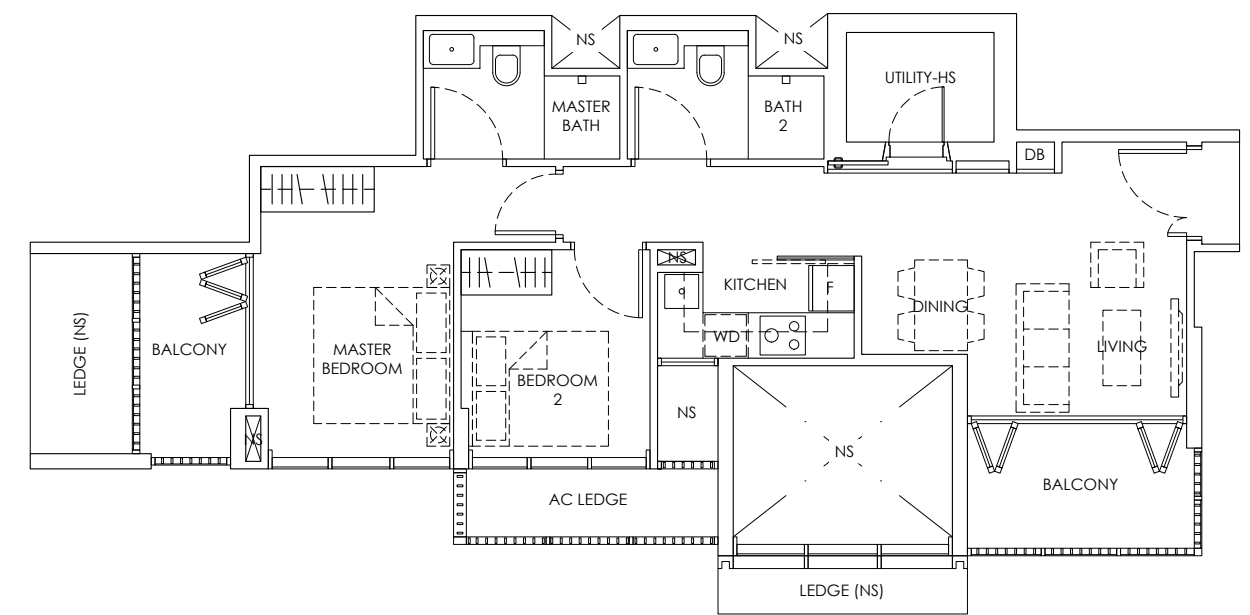 NS
NS
UTILITY-HS
MASTER
BATH
BATH
2
DB
NS
KITCHEN
F
DINING
LIVING
WD
LEDGE (NS)
BALCONY
MASTER
BEDROOM
BEDROOM
2
NS
NS
NS
BALCONY
AC LEDGE
LEDGE (NS)